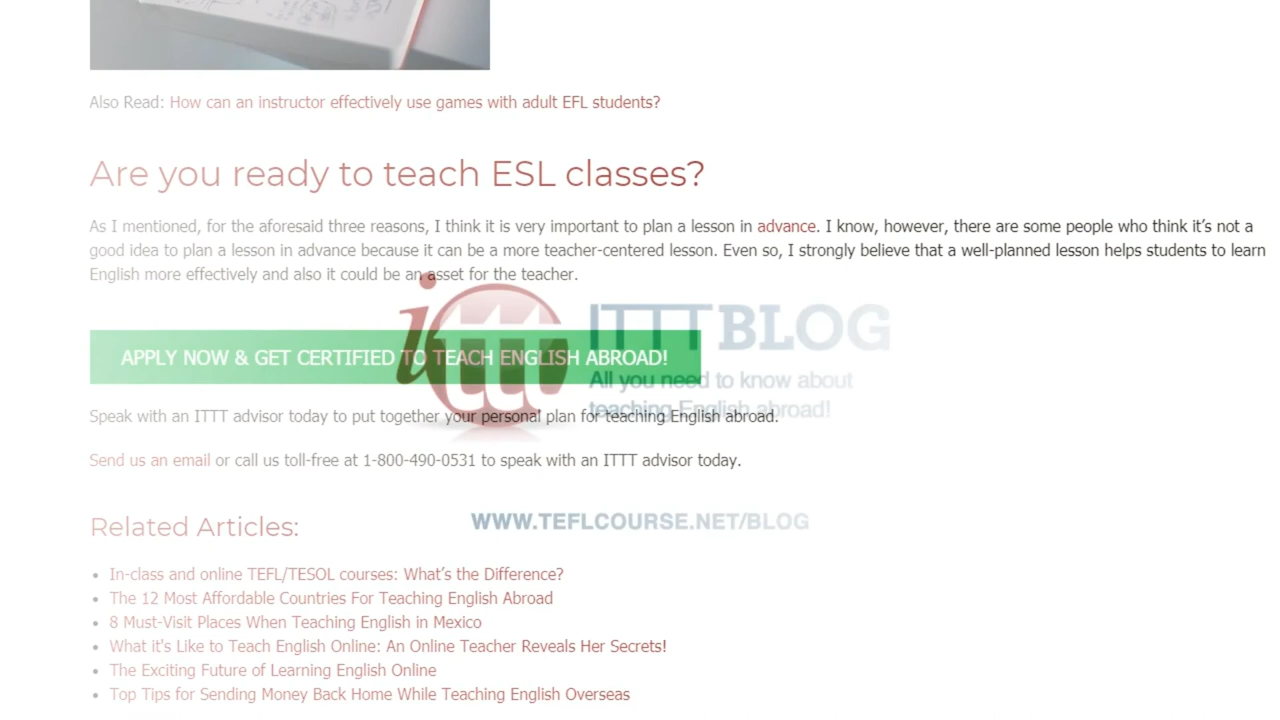 Also Read: How can an instructor effectively use games with adult EFL students?
Are you ready to teach ESL classes?
As I mentioned, for the aforesaid three reasons, I think it is very important to plan a lesson in advance. I know, however, there are some people who think it’s not a
good idea to plan a lesson in advance because it can be a more teacher-centered lesson. Even so, I strongly believe that a well-planned lesson helps students to learn
English more effectively and also it could be an asset for the teacher.
ittt
ITTT BLOG
All you need to know about
teaching English abroad!
APPLY NOW & GET CERTIFIED TO TEACH ENGLISH ABROAD!
Speak with an ITTT advisor today to put together your personal plan for teaching English abroad.
Send us an email or call us toll-free at 1-800-490-0531 to speak with an ITTT advisor today.
WWW.TEFLCOURSE.NET/BLOG
Related Articles:
In-class and online TEFL/TESOL courses: What’s the Difference?
The 12 Most Affordable Countries For Teaching English Abroad
8 Must-Visit Places When Teaching English in Mexico
What it's Like to Teach English Online: An Online Teacher Reveals Her Secrets!
The Exciting Future of Learning English Online
Top Tips for Sending Money Back Home While Teaching English Overseas